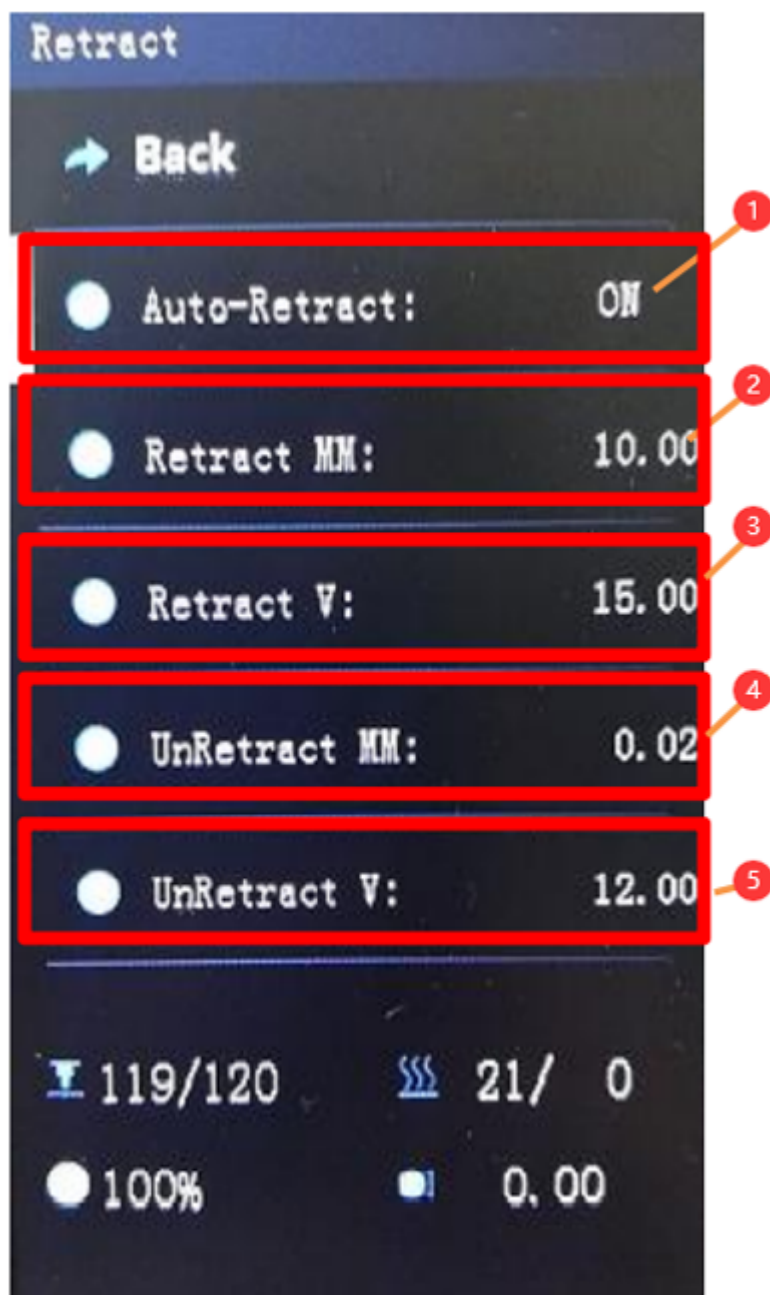 Retract
Back
1
Auto-Retract: ON
2
Retract MM: 10.00
3
Retract V: 15.00
4
UnRetract MM: 0.02
5
UnRetract V: 12.00
119/120 21/ 0
100% 0.00